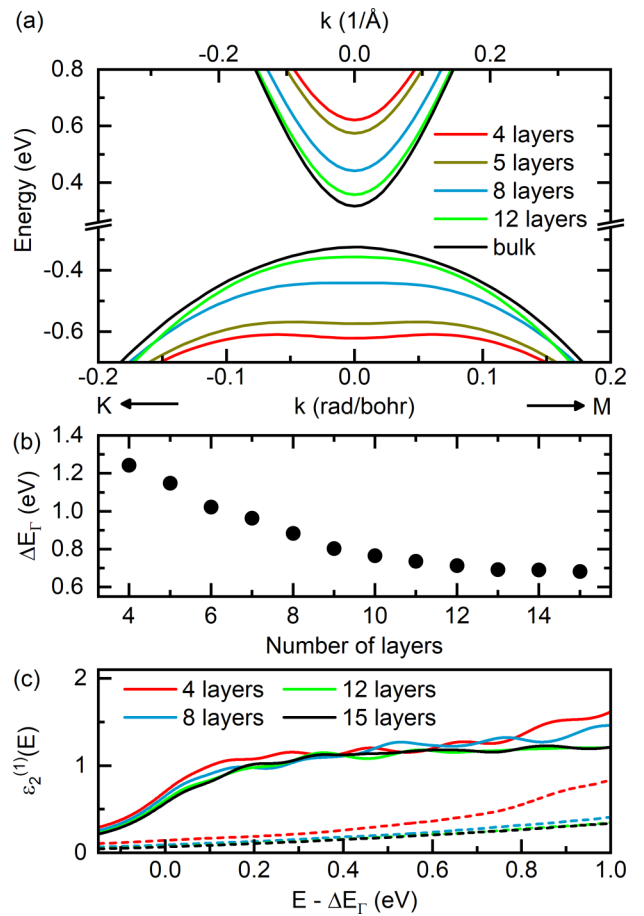 (a)
k (1/Å)
-0.2 0.0 0.2
0.8
0.6
0.4
-0.4
-0.6
Energy (eV)
4 layers
5 layers
8 layers
12 layers
bulk
-0.2 -0.1 0.0 0.1 0.2
K k (rad/bohr) M
(b)
1.4
1.2
1.0
0.8
0.6
ΔE_Γ (eV)
4 6 8 10 12 14
Number of layers
(c)
2
1
0
ε₂⁽¹⁾(E)
4 layers 12 layers
8 layers 15 layers
0.0 0.2 0.4 0.6 0.8 1.0
E - ΔE_Γ (eV)